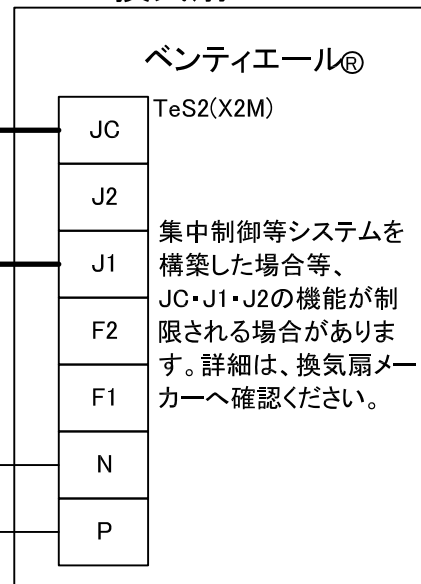 ベンティエール®
TeS2(X2M)
JC
J2
J1
F2
F1
N
P
集中制御等システムを
構築した場合等、
JC・J1・J2の機能が制
限される場合がありま
す。詳細は、換気扇メー
カーへ確認ください。